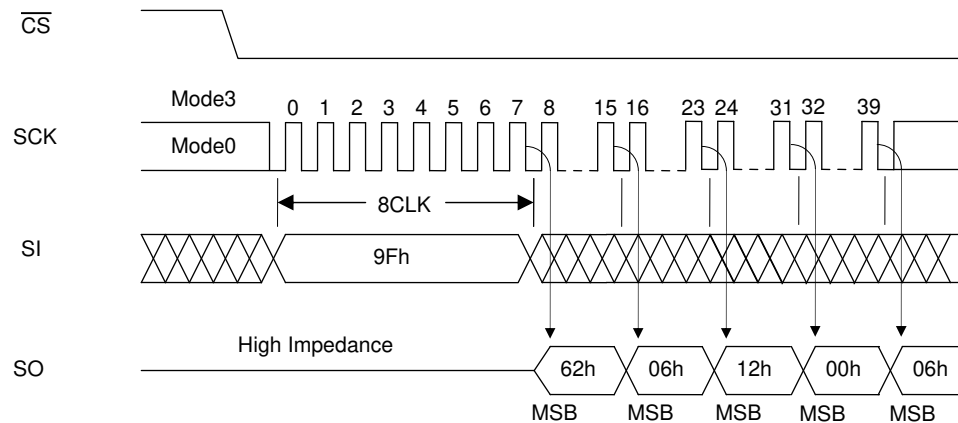 CS
Mode3
0 1 2 3 4 5 6 7 8 15 16 23 24 31 32 39
SCK
Mode0
8CLK
SI
9Fh
High Impedance
SO
62h 06h 12h 00h 06h
MSB MSB MSB MSB MSB